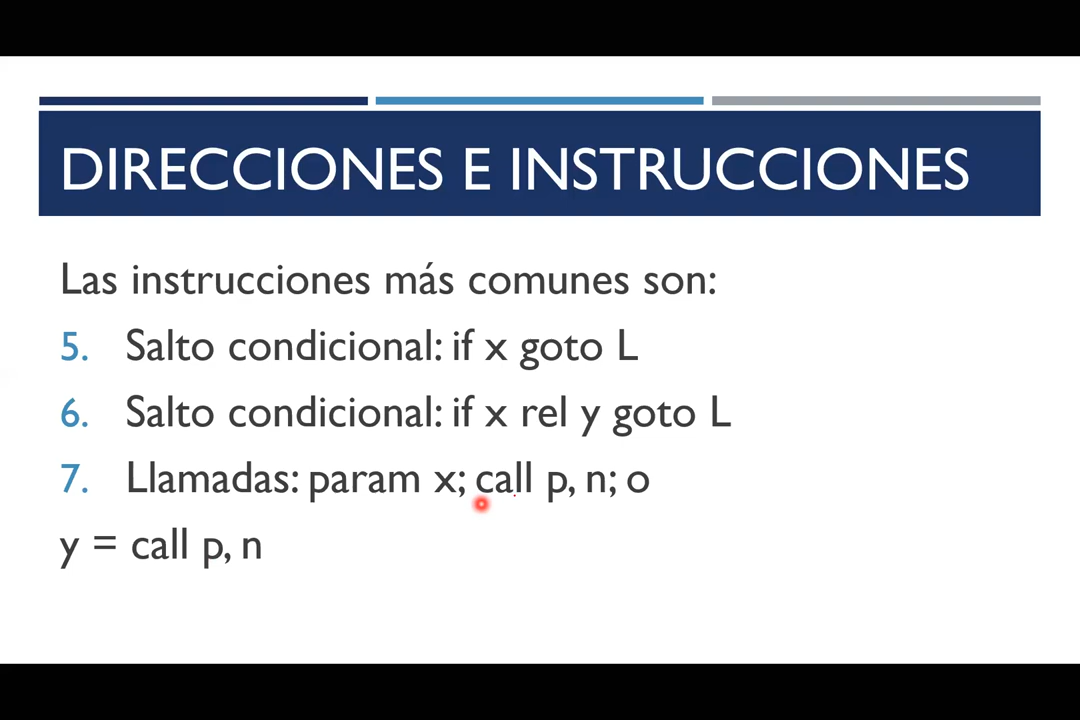 DIRECCIONES E INSTRUCCIONES
Las instrucciones más comunes son:
5. Salto condicional: if x goto L
6. Salto condicional: if x rel y goto L
7. Llamadas: param x; call p, n; o
y = call p, n